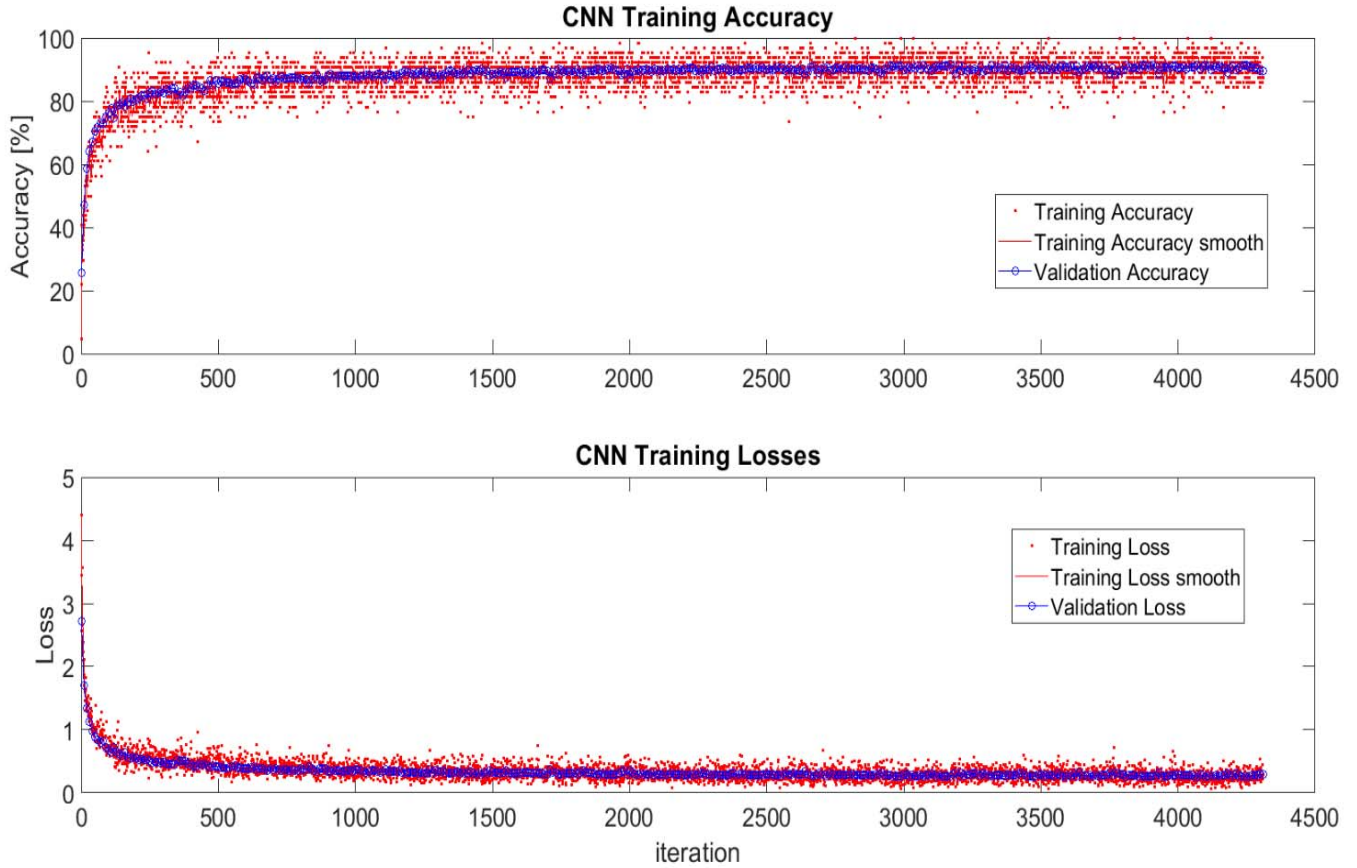 CNN Training Accuracy
Accuracy [%]
100
80
60
40
20
0
0 500 1000 1500 2000 2500 3000 3500 4000 4500
Training Accuracy
Training Accuracy smooth
Validation Accuracy
CNN Training Losses
Loss
5
4
3
2
1
0
0 500 1000 1500 2000 2500 3000 3500 4000 4500
Training Loss
Training Loss smooth
Validation Loss
iteration